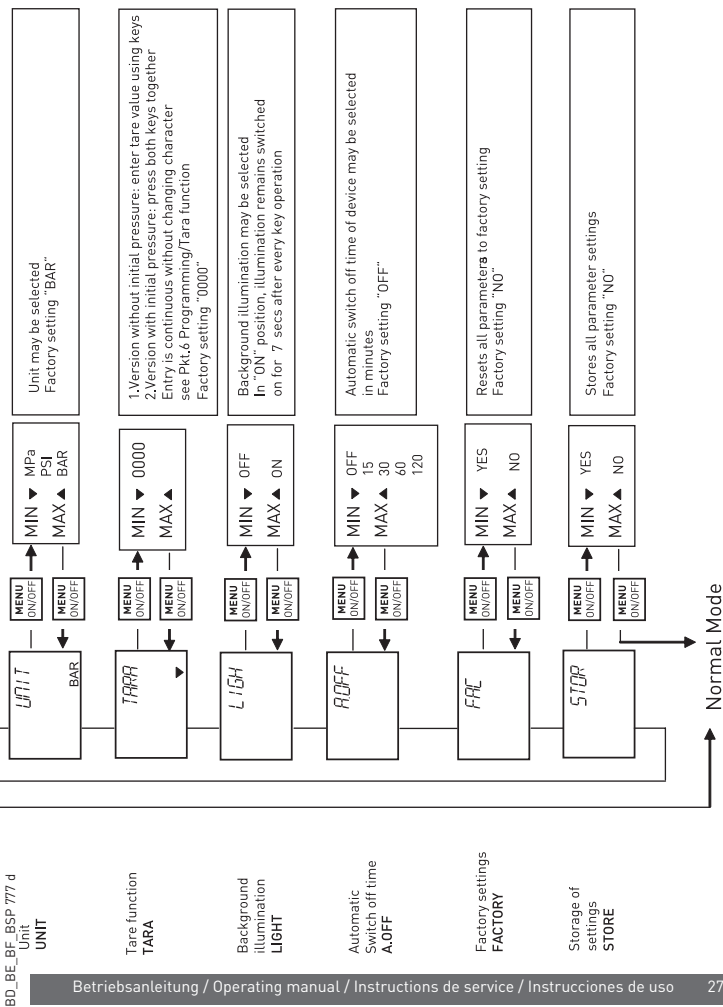 BD_BE_BF_BSP 777 d
Unit
UNIT
UNIT
BAR
MENU
ON/OFF
MENU
ON/OFF
MIN ▼ MPa
PSI
MAX ▲ BAR
Unit may be selected
Factory setting "BAR"
Tare function
TARA
TARA
▼
MENU
ON/OFF
MENU
ON/OFF
MIN ▼ 0000
MAX ▲
1.Version without initial pressure: enter tare value using keys
2.Version with initial pressure: press both keys together
Entry is continuous without changing character
see Pkt.6 Programming/Tara function
Factory setting "0000"
Background
illumination
LIGHT
LIGH
MENU
ON/OFF
MENU
ON/OFF
MIN ▼ OFF
MAX ▲ ON
Background illumination may be selected
In "ON" position, illumination remains switched
on for 7 secs after every key operation
Automatic
Switch off time
A.OFF
A.OFF
MENU
ON/OFF
MENU
ON/OFF
MIN ▼ OFF
15
MAX ▲ 30
60
120
Automatic switch off time of device may be selected
in minutes
Factory setting "OFF"
Factory settings
FACTORY
FAC
MENU
ON/OFF
MENU
ON/OFF
MIN ▼ YES
MAX ▲ NO
Resets all parameters to factory setting
Factory setting "NO"
Storage of
settings
STORE
STOR
MENU
ON/OFF
MENU
ON/OFF
MIN ▼ YES
MAX ▲ NO
Stores all parameter settings
Factory setting "NO"
Normal Mode
Betriebsanleitung / Operating manual / Instructions de service / Instrucciones de uso 27